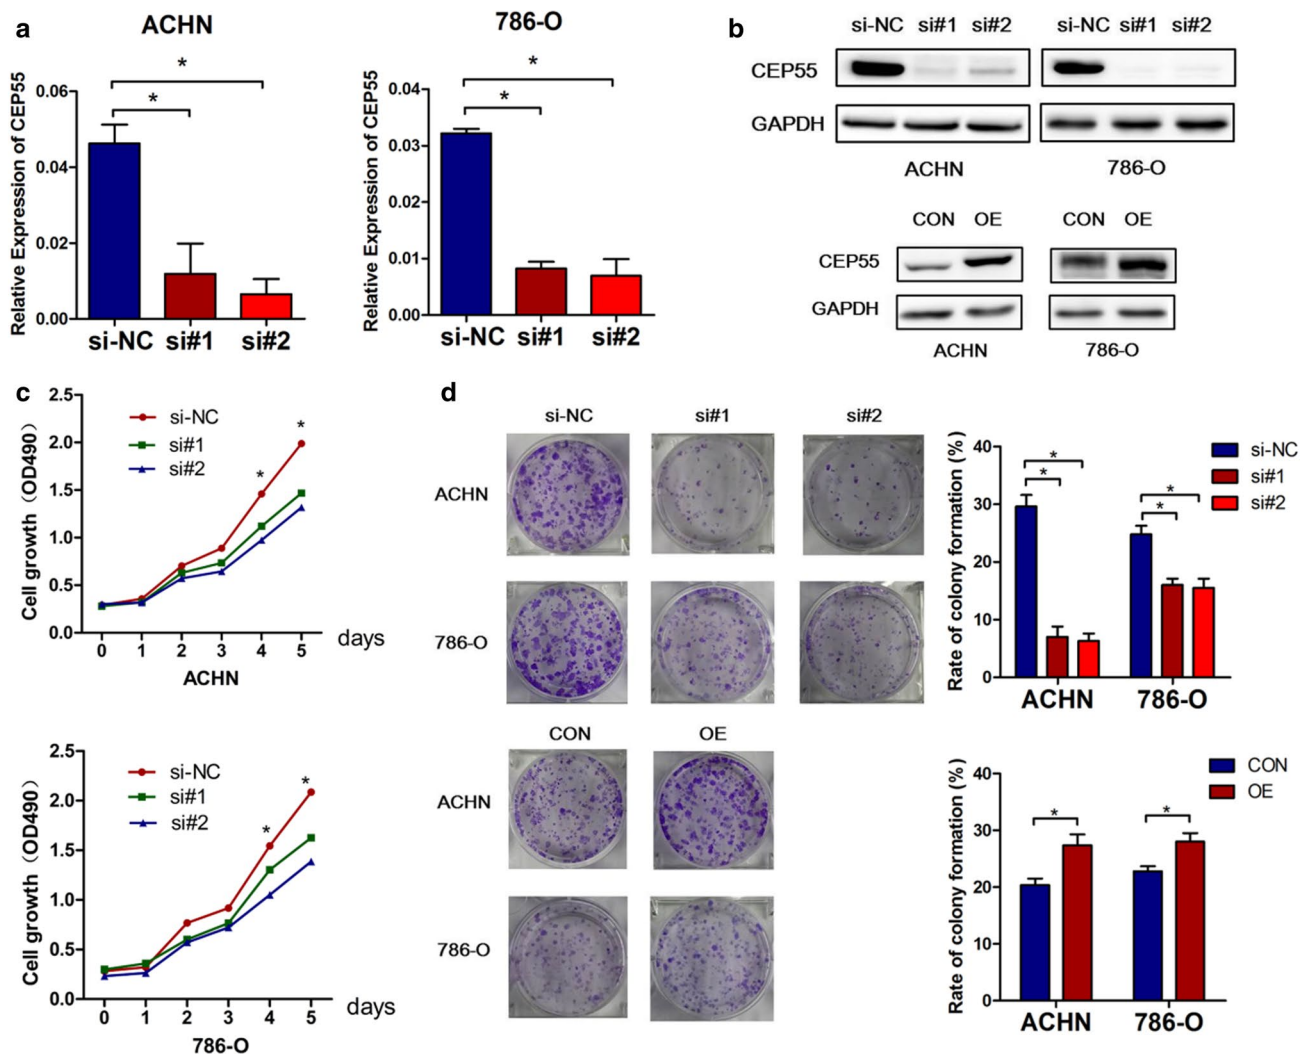 a
ACHN
Relative Expression of CEP55
0.06
0.04
0.02
0.00
*
*
si-NC si#1 si#2
786-O
Relative Expression of CEP55
0.04
0.03
0.02
0.01
0.00
*
*
si-NC si#1 si#2
b
si-NC si#1 si#2 si-NC si#1 si#2
CEP55
GAPDH
ACHN 786-O
CON OE CON OE
CEP55
GAPDH
ACHN 786-O
c
Cell growth (OD490)
2.5
2.0
1.5
1.0
0.5
0.0
si-NC
si#1
si#2
*
*
0 1 2 3 4 5 days
ACHN
Cell growth (OD490)
2.5
2.0
1.5
1.0
0.5
0.0
si-NC
si#1
si#2
*
*
0 1 2 3 4 5 days
786-O
d
si-NC si#1 si#2
ACHN
786-O
CON OE
ACHN
786-O
Rate of colony formation (%)
40
30
20
10
0
*
*
*
*
si-NC
si#1
si#2
ACHN 786-O
Rate of colony formation (%)
40
30
20
10
0
*
*
CON
OE
ACHN 786-O